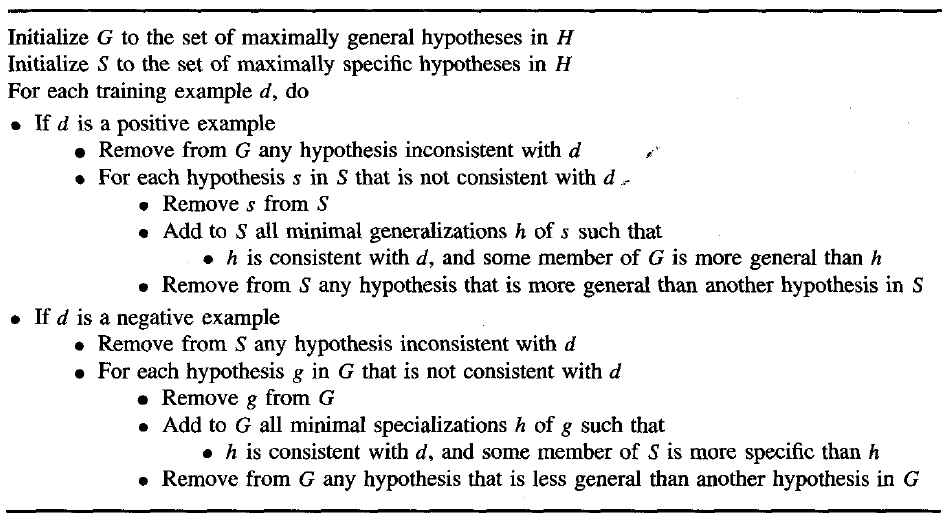 Initialize G to the set of maximally general hypotheses in H
Initialize S to the set of maximally specific hypotheses in H
For each training example d, do
• If d is a positive example
• Remove from G any hypothesis inconsistent with d
• For each hypothesis s in S that is not consistent with d
• Remove s from S
• Add to S all minimal generalizations h of s such that
• h is consistent with d, and some member of G is more general than h
• Remove from S any hypothesis that is more general than another hypothesis in S
• If d is a negative example
• Remove from S any hypothesis inconsistent with d
• For each hypothesis g in G that is not consistent with d
• Remove g from G
• Add to G all minimal specializations h of g such that
• h is consistent with d, and some member of S is more specific than h
• Remove from G any hypothesis that is less general than another hypothesis in G